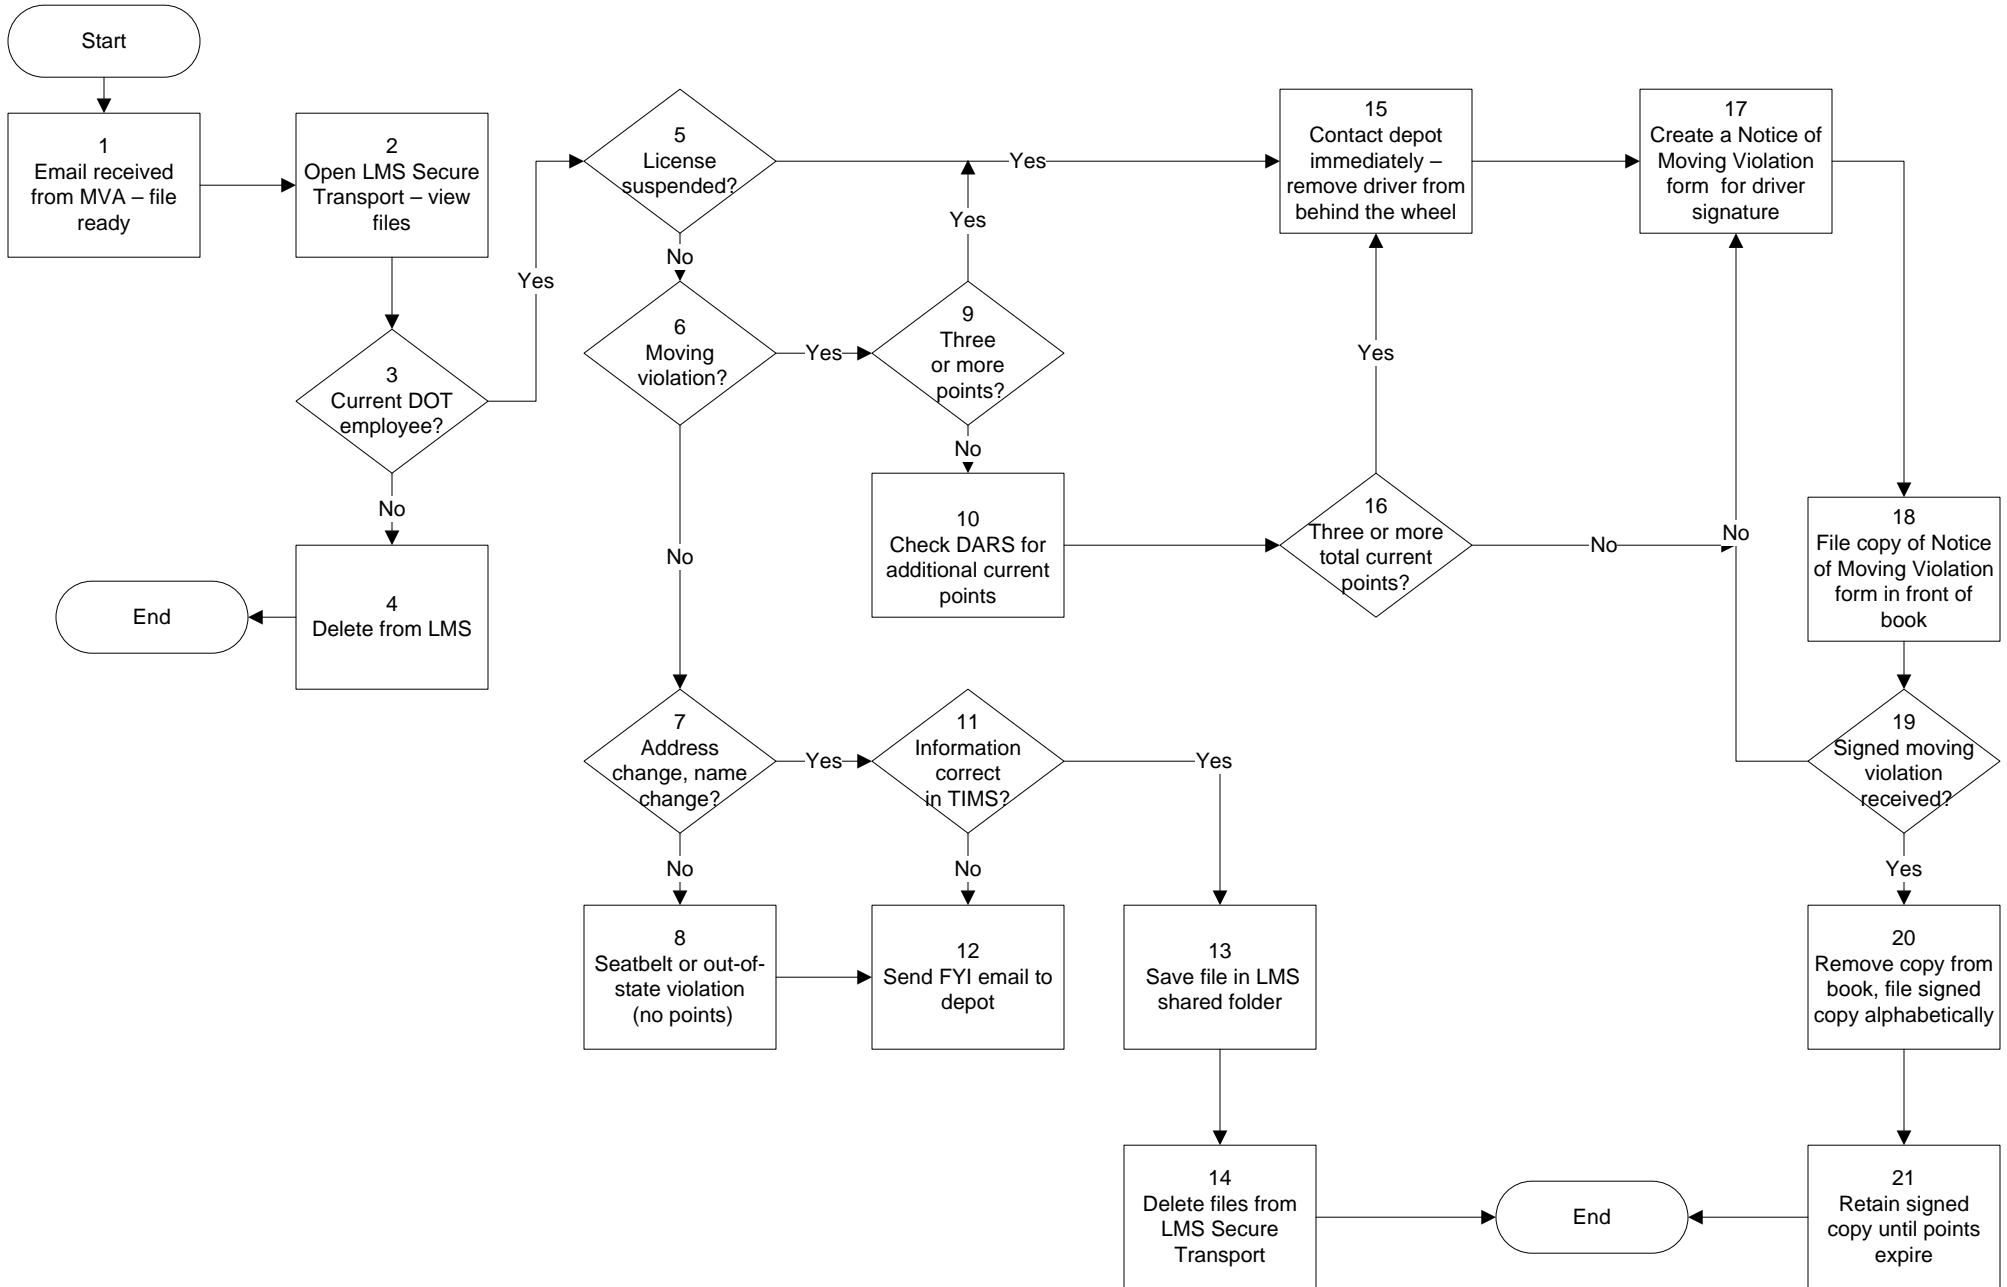 Start
1
Email received
from MVA – file
ready
2
Open LMS Secure
Transport – view
files
3
Current DOT
employee?
Yes
No
4
Delete from LMS
End
5
License
suspended?
Yes
No
6
Moving
violation?
Yes
No
9
Three
or more
points?
Yes
No
10
Check DARS for
additional current
points
7
Address
change, name
change?
Yes
No
11
Information
correct
in TIMS?
Yes
No
8
Seatbelt or out-of-
state violation
(no points)
12
Send FYI email to
depot
13
Save file in LMS
shared folder
14
Delete files from
LMS Secure
Transport
15
Contact depot
immediately –
remove driver from
behind the wheel
16
Three or more
total current
points?
Yes
No
17
Create a Notice of
Moving Violation
form for driver
signature
18
File copy of Notice
of Moving Violation
form in front of
book
19
Signed moving
violation
received?
No
Yes
20
Remove copy from
book, file signed
copy alphabetically
21
Retain signed
copy until points
expire
End